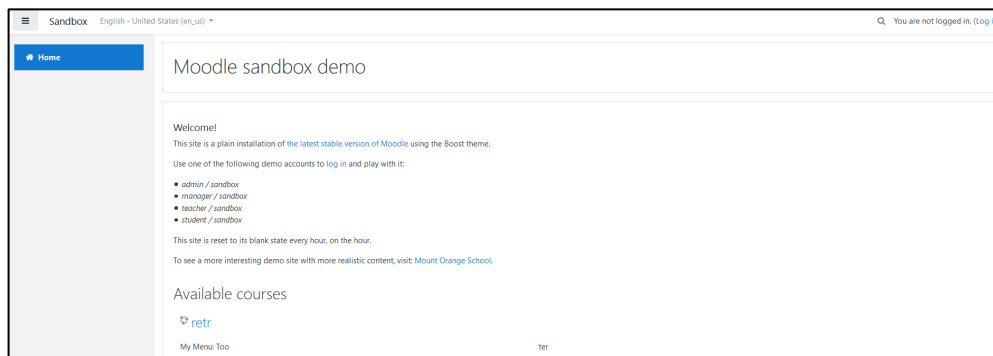 Sandbox English - United States (en_us)
You are not logged in. (Log i
Home
Moodle sandbox demo
Welcome!
This site is a plain installation of the latest stable version of Moodle using the Boost theme.
Use one of the following demo accounts to log in and play with it:
admin / sandbox
manager / sandbox
teacher / sandbox
student / sandbox
This site is reset to its blank state every hour, on the hour.
To see a more interesting demo site with more realistic content, visit: Mount Orange School.
Available courses
retr
My Menu: Too ter